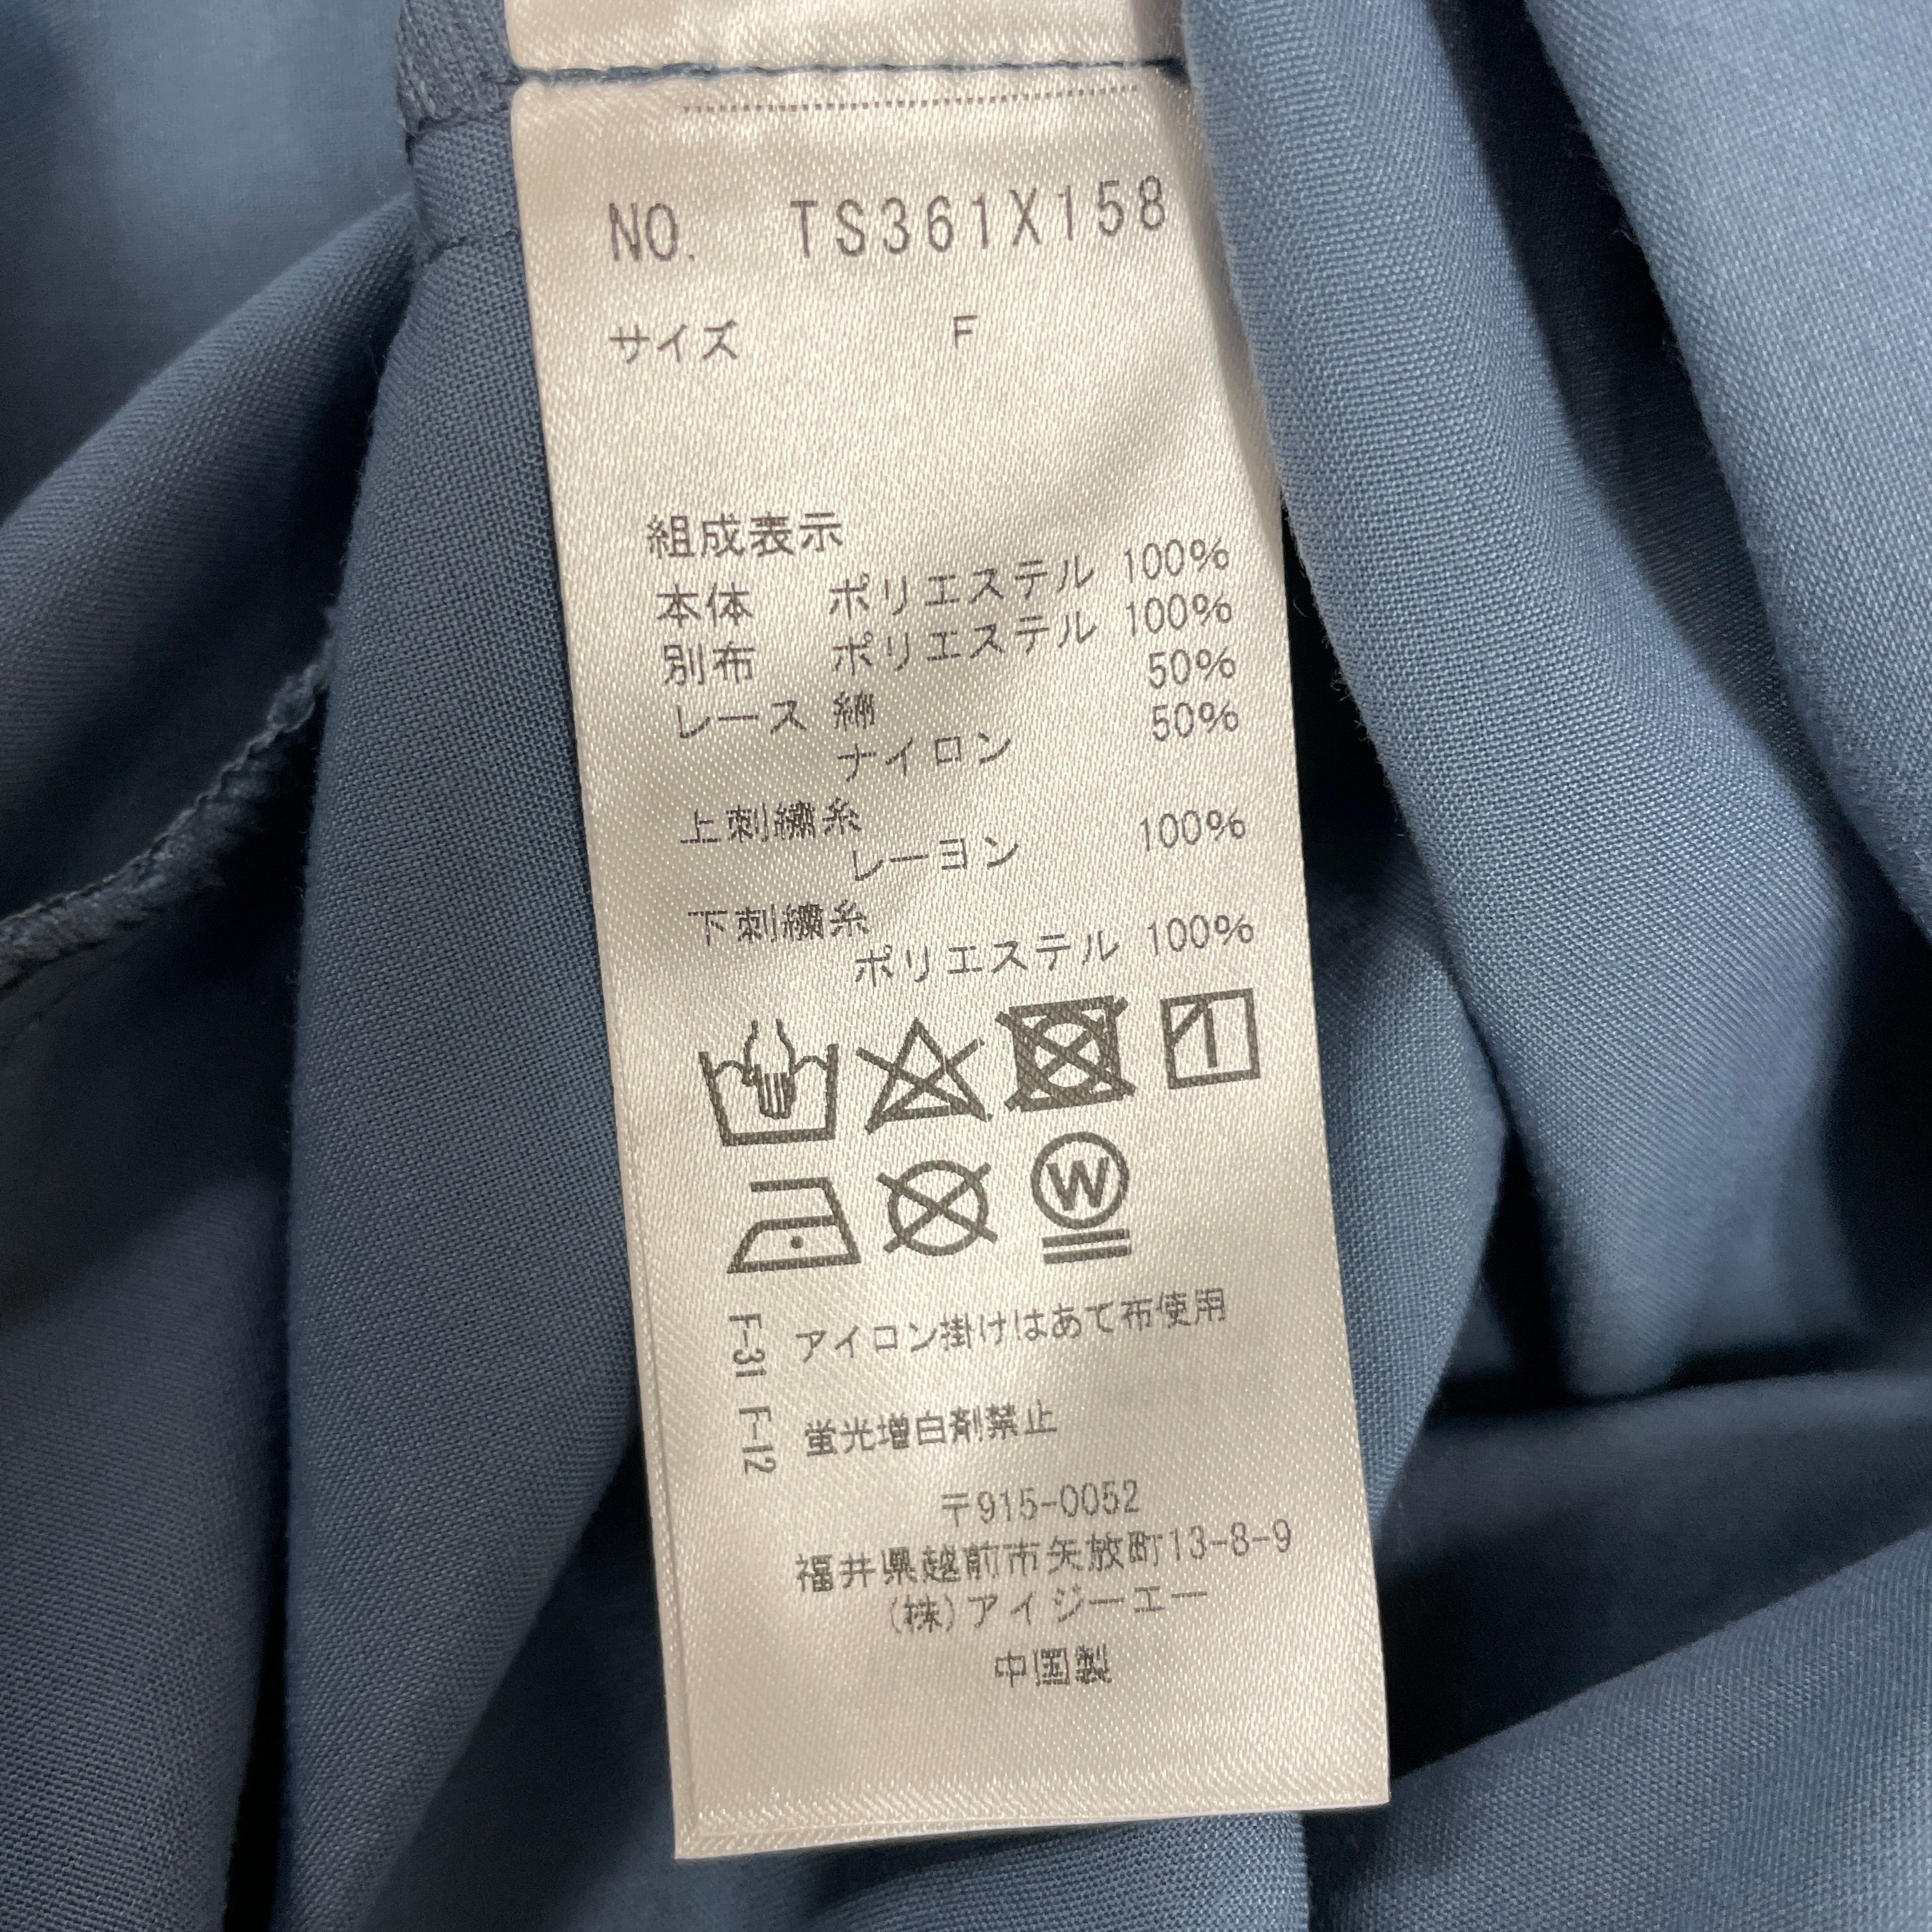 NO. TS361X158
サイズ F
組成表示
本体 ポリエステル 100%
別布 ポリエステル 100%
レース 綿 50%
ナイロン 50%
上刺繍糸
レーヨン 100%
下刺繍糸
ポリエステル 100%
W
F-31 アイロン掛けはあて布使用
F-12 蛍光増白剤禁止
〒915-0052
福井県越前市矢放町13-8-9
(株)アイジーエー
中国製